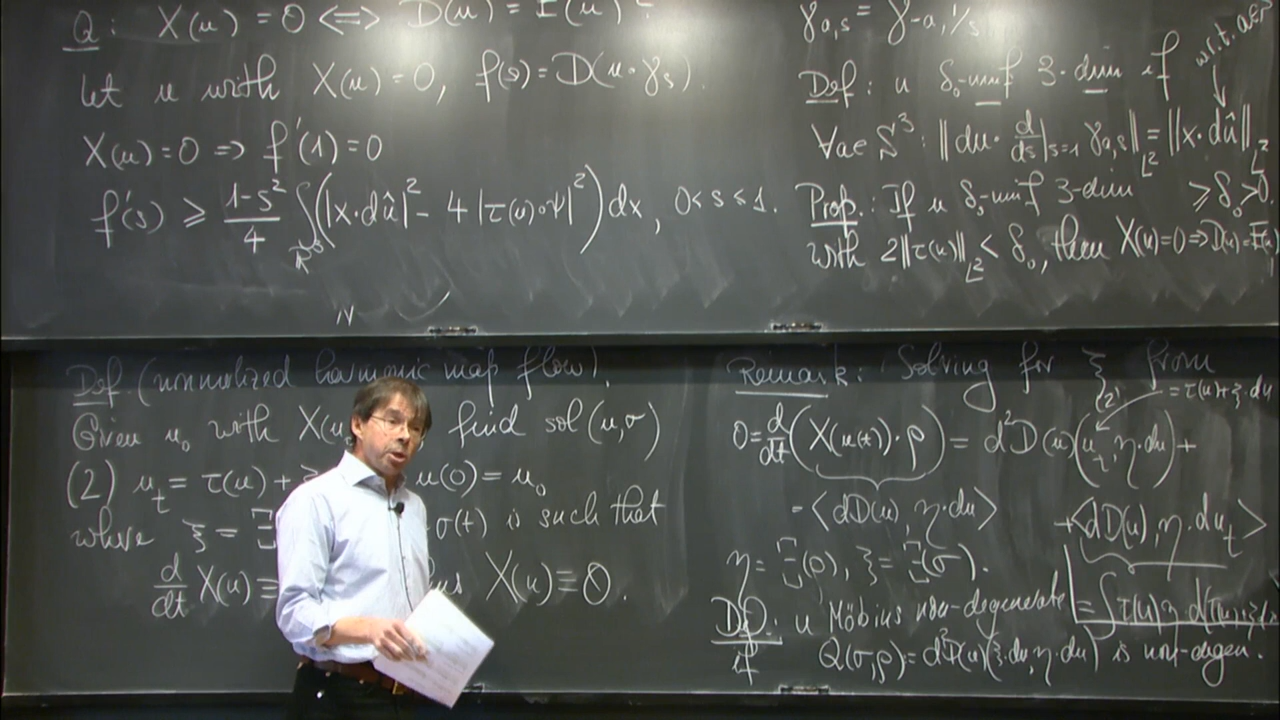 Q: X(u) = 0 ⟺ D(u) = E(u) ?
Let u with X(u) = 0, f(s) = D(u∘γ_s).
X(u) = 0 ⇒ f'(1) = 0
f'(s) ≥ (1-s²)/4 ∫_{R³} (|x·dû|² - 4|τ(u)∘ψ|²) dx, 0 < s ≤ 1.
γ_{a,s} = γ_{-a,1/s}
Def: u δ₀-unif 3-dim if
w.r.t.
∀a∈S³: ‖du· d/ds|_{s=1} γ_{a,s}‖_{L²} = ‖x·dû‖_{L²}
≥ δ₀ > 0.
Prop.: If u δ₀-unif 3-dim
with 2‖τ(u)‖_{L²} < δ₀, then X(u)=0 ⇒ D(u)=E(u)
Def (normalized harmonic map flow).
Given u₀ with X(u find sol (u,σ)
(2) u_t = τ(u) + u(0) = u₀
where ξ = Ξ σ(t) is such that
d/dt X(u) = X(u) ≡ 0.
Remark: Solving for ξ from
(2) = τ(u)+ξ·du
0 = d/dt (X(u(t))·ρ) = d²D(u)(u_t, η·du) +
= ⟨dD(u), η·du⟩ + ⟨dD(u), η·du_t⟩
η = Ξ(ρ), ξ = Ξ(σ).
= ∫τ(u) η·d(τ(u)+ξ·d
Def: u Möbius non-degenerate
if Q(σ,ρ) = d²D(u)(ξ·du, η·du) is non-degen.